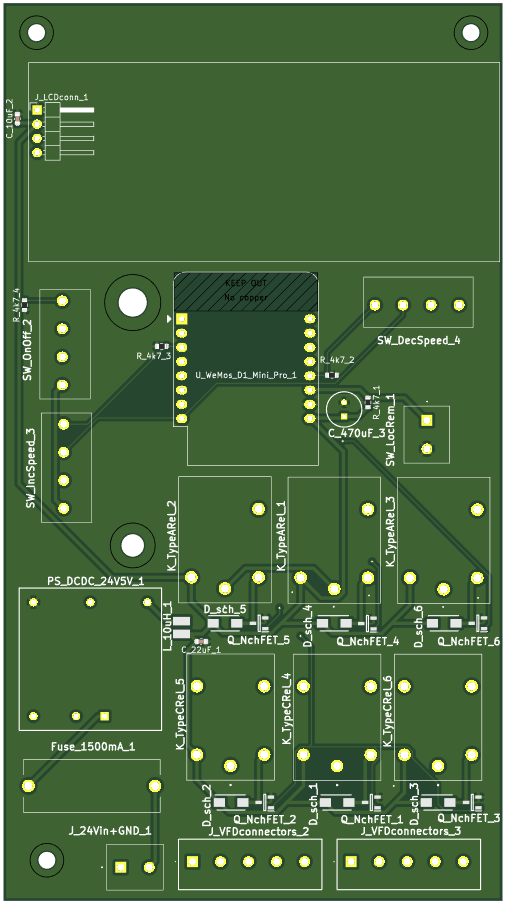 J_LCDconn_1
C_10uF_2
KEEP OUT
No copper
R_4k7_4
SW_OnOff_2
R_4k7_3
U_WeMos_D1_Mini_Pro_1
R_4k7_2
SW_DecSpeed_4
R_4k7_1
C_470uF_3
SW_LocRem_1
SW_IncSpeed_3
K_TypeARel_2
K_TypeARel_1
K_TypeARel_3
PS_DCDC_24V5V_1
L_10uH_1
D_sch_5
D_sch_4
D_sch_6
Q_NchFET_5
Q_NchFET_4
Q_NchFET_6
C_22uF_1
K_TypeCRel_5
K_TypeCRel_4
K_TypeCRel_6
Fuse_1500mA_1
D_sch_2
D_sch_1
D_sch_3
Q_NchFET_2
Q_NchFET_1
Q_NchFET_3
J_24Vin+GND_1
J_VFDconnectors_2
J_VFDconnectors_3